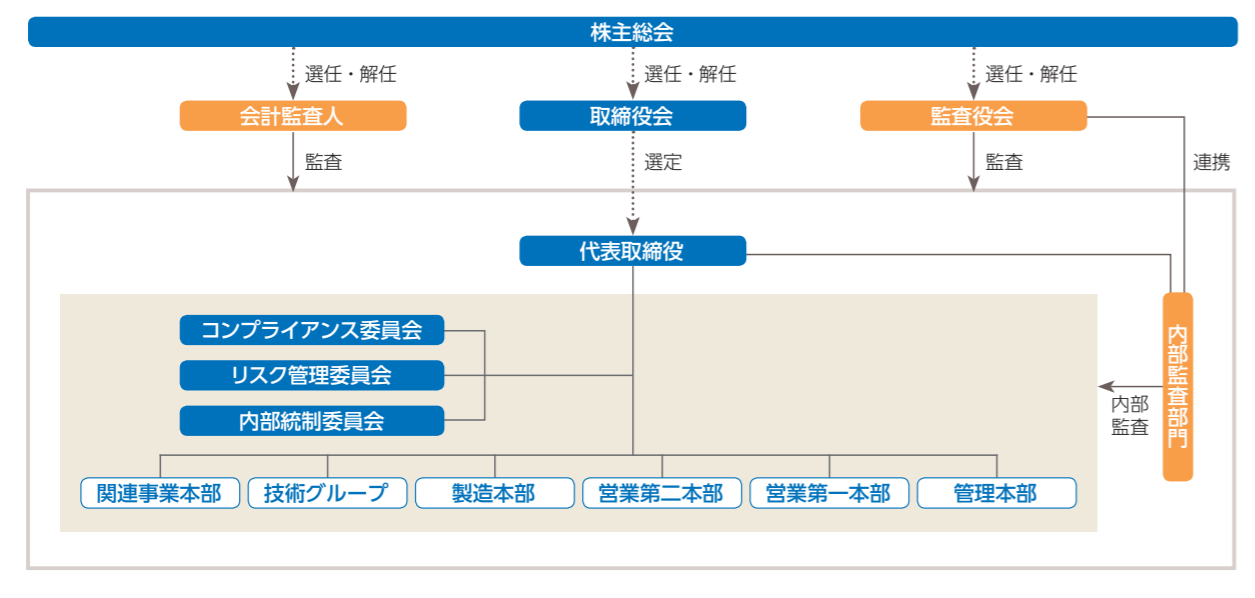 株主総会
選任・解任
選任・解任
選任・解任
会計監査人
取締役会
監査役会
監査
選定
監査
連携
代表取締役
コンプライアンス委員会
リスク管理委員会
内部統制委員会
内部監査部門
内部
監査
関連事業本部
技術グループ
製造本部
営業第二本部
営業第一本部
管理本部